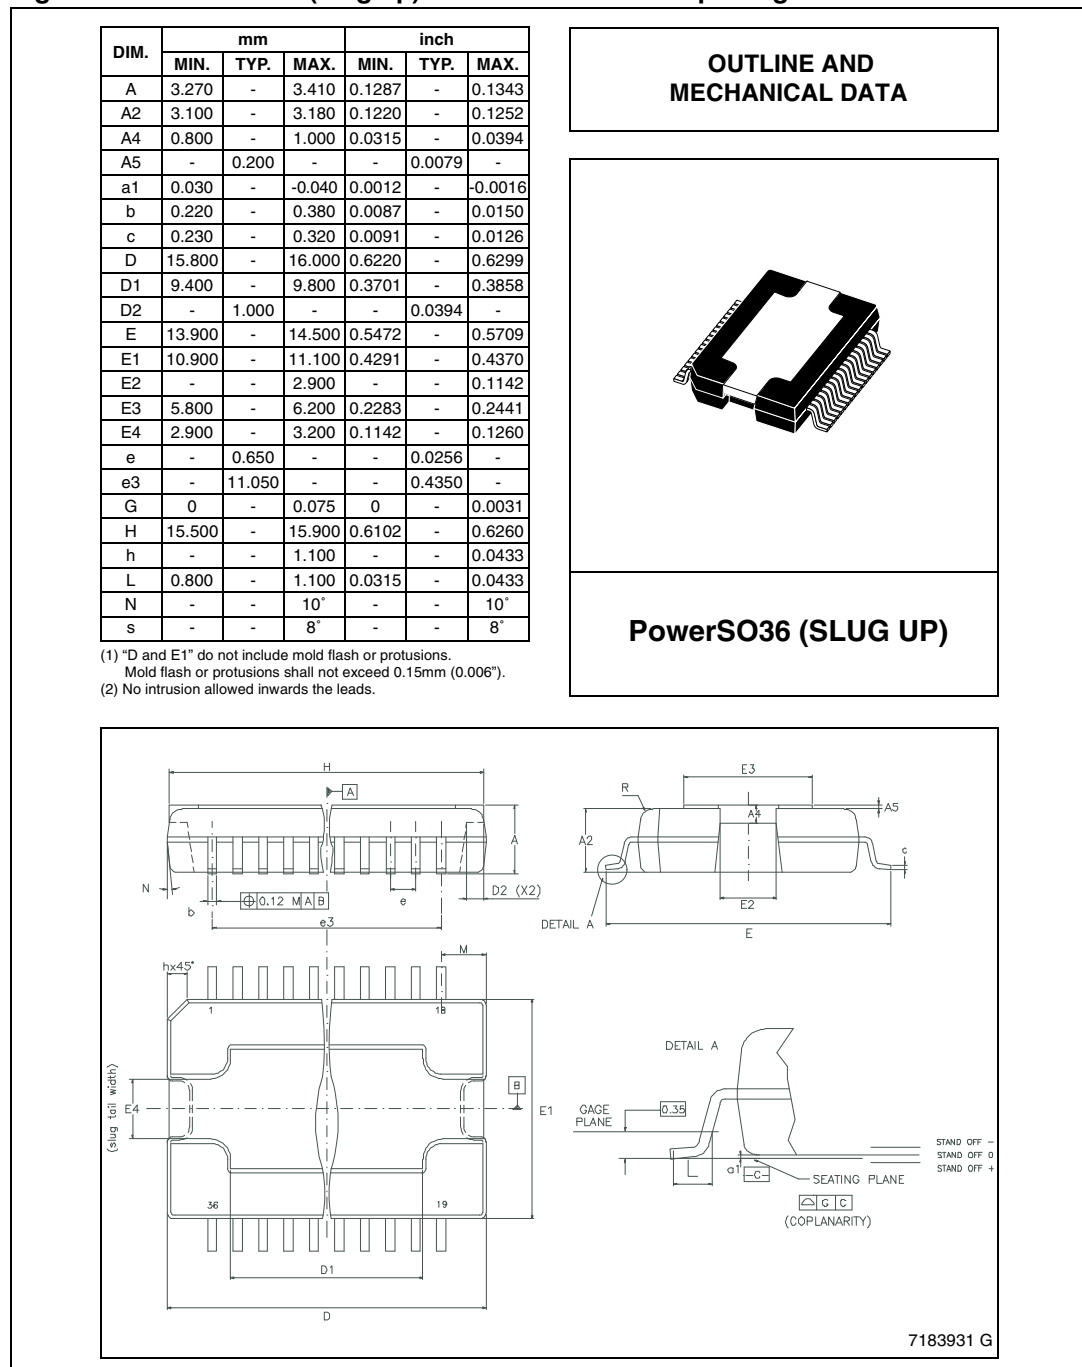 DIM. mm inch
MIN. TYP. MAX. MIN. TYP. MAX.
A 3.270 - 3.410 0.1287 - 0.1343
A2 3.100 - 3.180 0.1220 - 0.1252
A4 0.800 - 1.000 0.0315 - 0.0394
A5 - 0.200 - - 0.0079 -
a1 0.030 - -0.040 0.0012 - -0.0016
b 0.220 - 0.380 0.0087 - 0.0150
c 0.230 - 0.320 0.0091 - 0.0126
D 15.800 - 16.000 0.6220 - 0.6299
D1 9.400 - 9.800 0.3701 - 0.3858
D2 - 1.000 - - 0.0394 -
E 13.900 - 14.500 0.5472 - 0.5709
E1 10.900 - 11.100 0.4291 - 0.4370
E2 - - 2.900 - - 0.1142
E3 5.800 - 6.200 0.2283 - 0.2441
E4 2.900 - 3.200 0.1142 - 0.1260
e - 0.650 - - 0.0256 -
e3 - 11.050 - - 0.4350 -
G 0 - 0.075 0 - 0.0031
H 15.500 - 15.900 0.6102 - 0.6260
h - - 1.100 - - 0.0433
L 0.800 - 1.100 0.0315 - 0.0433
N - - 10˚ - - 10˚
s - - 8˚ - - 8˚
(1) “D and E1” do not include mold flash or protusions.
Mold flash or protusions shall not exceed 0.15mm (0.006”).
(2) No intrusion allowed inwards the leads.
OUTLINE AND
MECHANICAL DATA
PowerSO36 (SLUG UP)
H
A
A
N
b
0.12 M A B
e
D2 (X2)
e3
E3
R
A4
A5
A2
c
E2
DETAIL A
E
M
hx45°
1
18
(slug tail width)
E4
B
E1
36
19
D1
D
DETAIL A
GAGE
PLANE
0.35
L
a1
-C-
SEATING PLANE
G C
(COPLANARITY)
STAND OFF -
STAND OFF 0
STAND OFF +
7183931 G